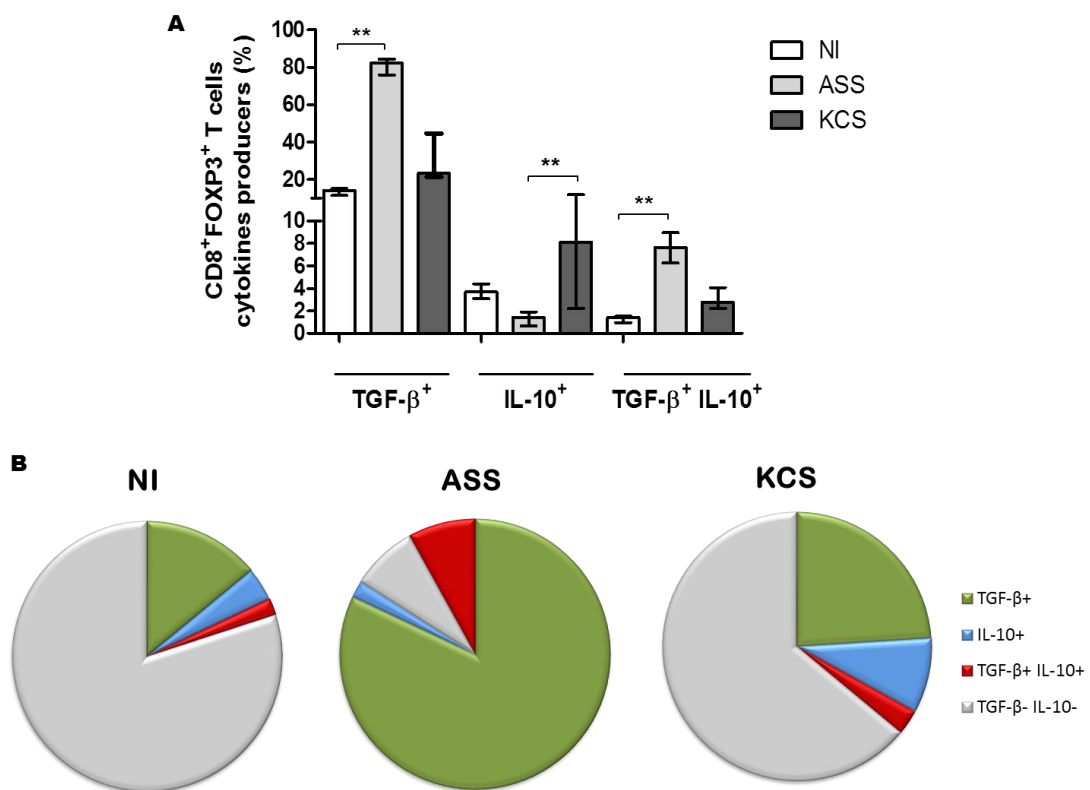 A
CD8⁺FOXP3⁺ T cells
cytokines producers (%)
100
80
60
40
20
10
8
6
4
2
0
**
**
**
TGF-β⁺
IL-10⁺
TGF-β⁺ IL-10⁺
NI
ASS
KCS
B
NI
ASS
KCS
TGF-β+
IL-10+
TGF-β+ IL-10+
TGF-β- IL-10-